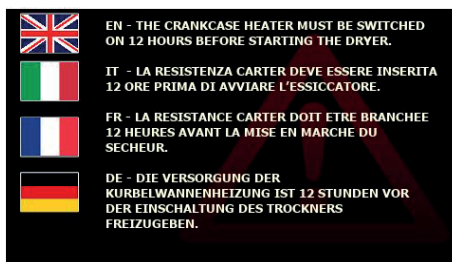 EN - THE CRANKCASE HEATER MUST BE SWITCHED
ON 12 HOURS BEFORE STARTING THE DRYER.
IT - LA RESISTENZA CARTER DEVE ESSERE INSERITA
12 ORE PRIMA DI AVVIARE L'ESSICCATORE.
FR - LA RESISTANCE CARTER DOIT ETRE BRANCHEE
12 HEURES AVANT LA MISE EN MARCHE DU
SECHEUR.
DE - DIE VERSORGUNG DER
KURBELWANNENHEIZUNG IST 12 STUNDEN VOR
DER EINSCHALTUNG DES TROCKNERS
FREIZUGEBEN.